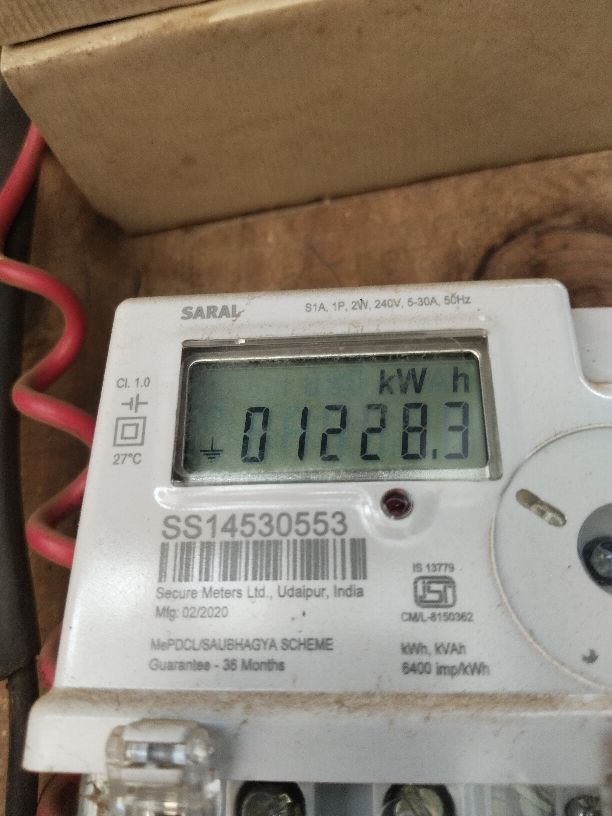 SARAL
S1A, 1P, 2W, 240V, 5-30A, 50Hz
Cl. 1.0
27°C
kW h
01228.3
SS14530553
Secure Meters Ltd., Udaipur, India
Mfg: 02/2020
MePDCL/SAUBHAGYA SCHEME
Guarantee - 36 Months
IS 13779
ISI
CM/L-8150362
kWh, kVAh
6400 imp/kWh